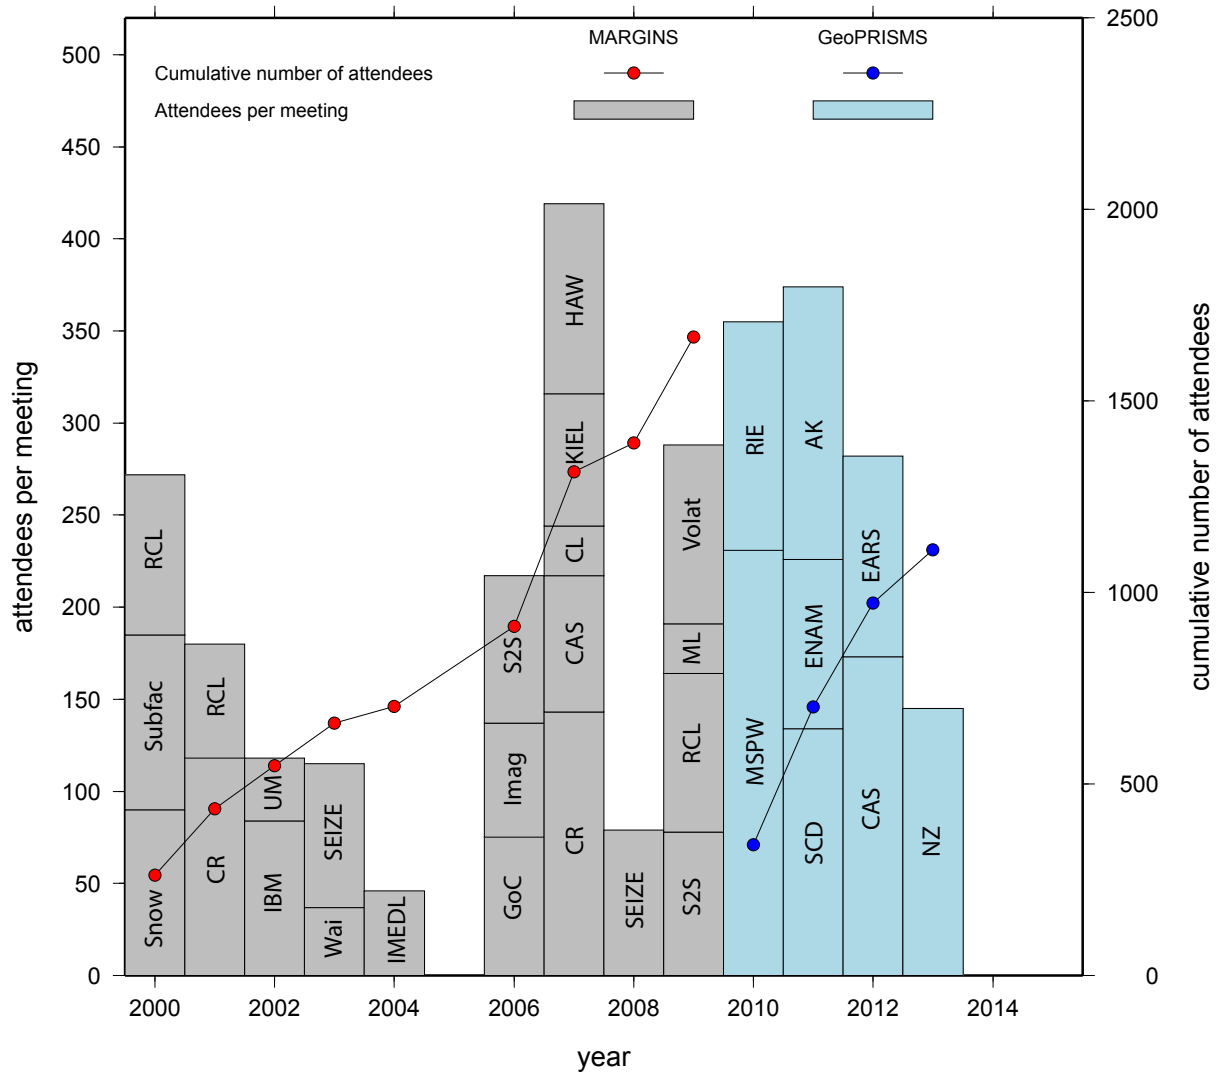 MARGINS GeoPRISMS
Cumulative number of attendees
Attendees per meeting
attendees per meeting
500
450
400
350
300
250
200
150
100
50
0
cumulative number of attendees
2500
2000
1500
1000
500
0
RCL
Subfac
Snow
RCL
CR
UM
IBM
SEIZE
Wai
IMEDL
S2S
Imag
GoC
HAW
KIEL
CL
CAS
CR
SEIZE
Volat
ML
RCL
S2S
RIE
MSPW
AK
ENAM
SCD
EARS
CAS
NZ
2000 2002 2004 2006 2008 2010 2012 2014
year